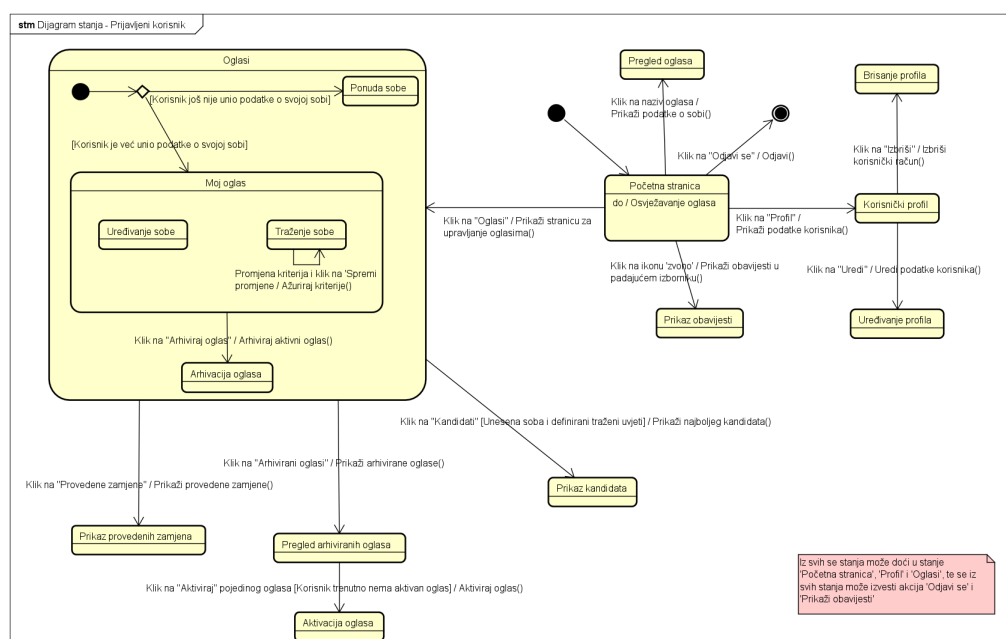 stm Dijagram stanja - Prijavljeni korisnik
Oglasi
Ponuda sobe
[Korisnik još nije unio podatke o svojoj sobi]
[Korisnik je već unio podatke o svojoj sobi]
Moj oglas
Uređivanje sobe
Traženje sobe
Promjena kriterija i klik na 'Spremi
promjene / Ažuriraj kriterije()
Klik na "Arhiviraj oglas" / Arhiviraj aktivni oglas()
Arhivacija oglasa
Pregled oglasa
Klik na naziv oglasa /
Prikaži podatke o sobi()
Klik na "Odjavi se" / Odjavi()
Početna stranica
do / Osvježavanje oglasa
Klik na "Oglasi" / Prikaži stranicu za
upravljanje oglasima()
Klik na "Profil" /
Prikaži podatke korisnika()
Klik na ikonu 'zvono' / Prikaži obavijesti u
padajućem izborniku()
Prikaz obavijesti
Brisanje profila
Klik na "Izbriši" / Izbriši
korisnički račun()
Korisnički profil
Klik na "Uredi" / Uredi podatke korisnika()
Uređivanje profila
Klik na "Kandidati" [Unesena soba i definirani traženi uvjeti] / Prikaži najboljeg kandidata()
Prikaz kandidata
Klik na "Arhivirani oglasi" / Prikaži arhivirane oglase()
Klik na "Provedene zamjene" / Prikaži provedene zamjene()
Prikaz provedenih zamjena
Pregled arhiviranih oglasa
Klik na "Aktiviraj" pojedinog oglasa [Korisnik trenutno nema aktivan oglas] / Aktiviraj oglas()
Aktivacija oglasa
Iz svih se stanja može doći u stanje
'Početna stranica', 'Profil' i 'Oglasi', te se iz
svih stanja može izvesti akcija 'Odjavi se' i
'Prikaži obavijesti'